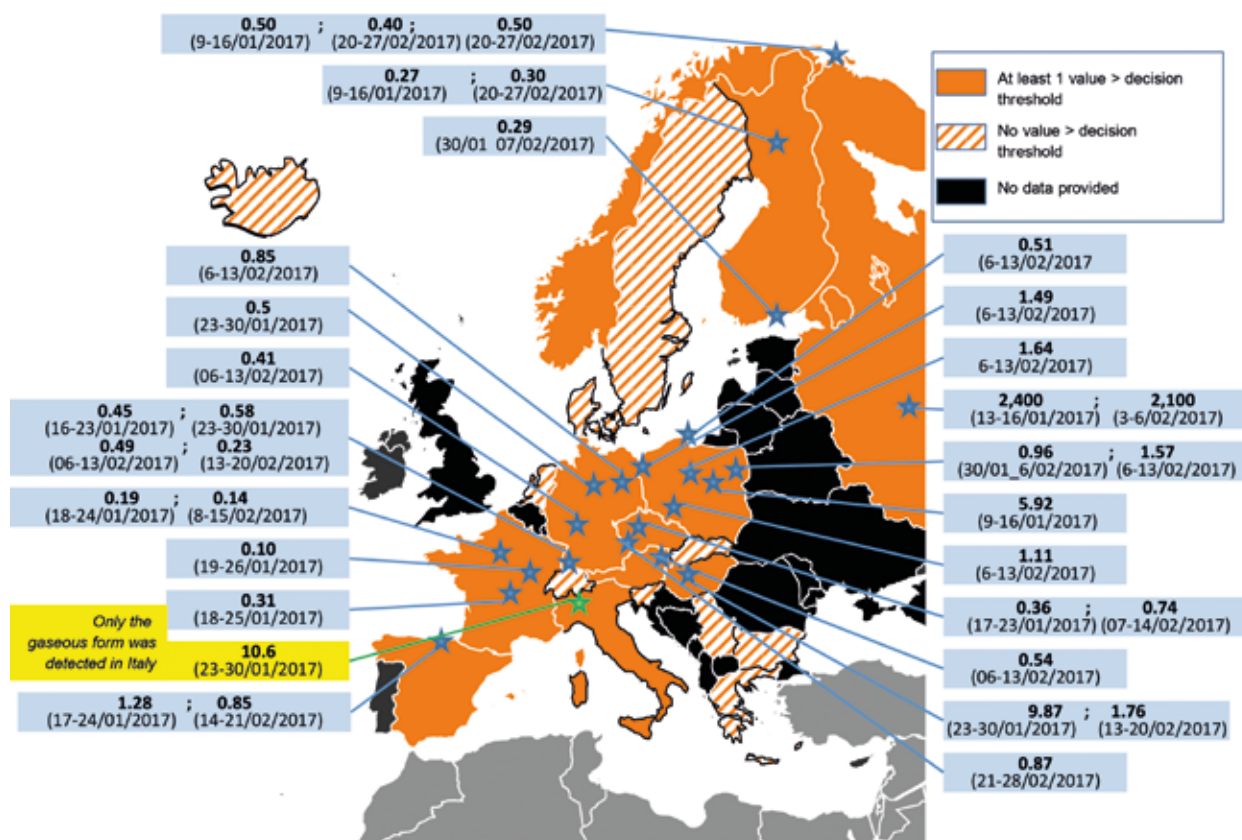 0.50 ; 0.40 ; 0.50
(9-16/01/2017) (20-27/02/2017) (20-27/02/2017)
0.27 ; 0.30
(9-16/01/2017) (20-27/02/2017)
0.29
(30/01 07/02/2017)
At least 1 value > decision
threshold
No value > decision
threshold
No data provided
0.85
(6-13/02/2017)
0.5
(23-30/01/2017)
0.41
(06-13/02/2017)
0.45 ; 0.58
(16-23/01/2017) (23-30/01/2017)
0.49 ; 0.23
(06-13/02/2017) (13-20/02/2017)
0.19 ; 0.14
(18-24/01/2017) (8-15/02/2017)
0.10
(19-26/01/2017)
0.31
(18-25/01/2017)
Only the
gaseous form was
detected in Italy
10.6
(23-30/01/2017)
1.28 ; 0.85
(17-24/01/2017) (14-21/02/2017)
0.51
(6-13/02/2017
1.49
(6-13/02/2017)
1.64
6-13/02/2017)
2,400 ; 2,100
(13-16/01/2017) (3-6/02/2017)
0.96 ; 1.57
(30/01_6/02/2017) (6-13/02/2017)
5.92
(9-16/01/2017)
1.11
(6-13/02/2017)
0.36 ; 0.74
(17-23/01/2017) (07-14/02/2017)
0.54
(06-13/02/2017)
9.87 ; 1.76
(23-30/01/2017) (13-20/02/2017)
0.87
(21-28/02/2017)